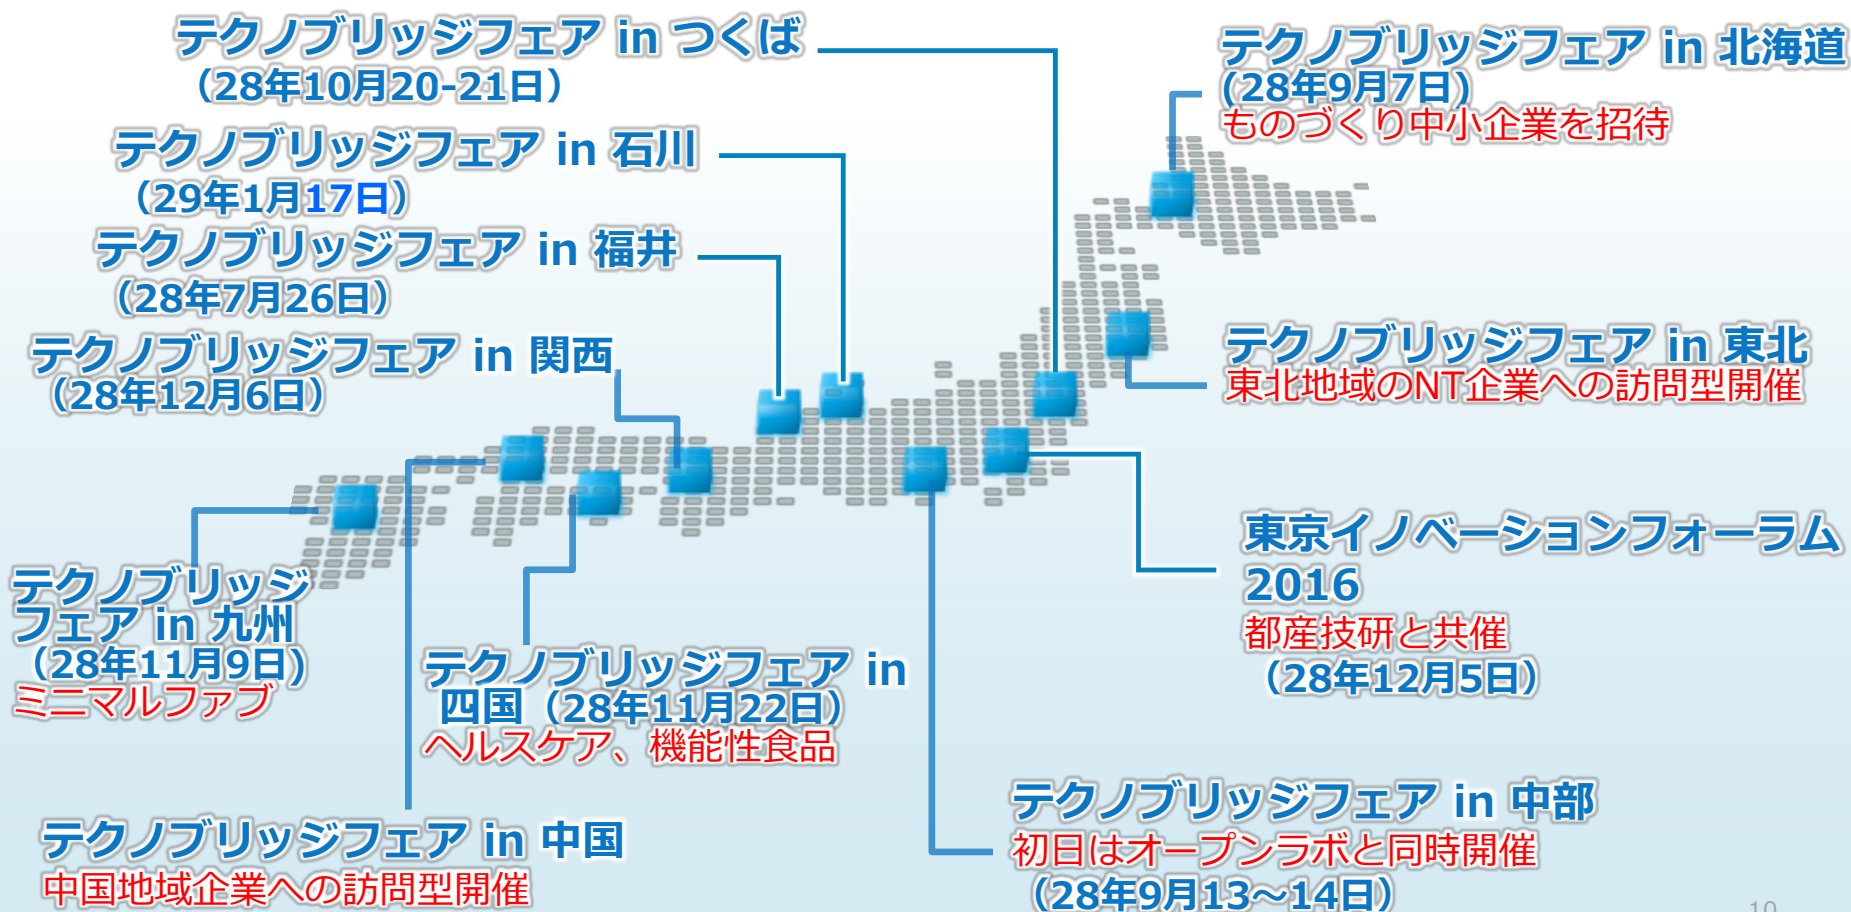 テクノブリッジフェア in つくば
（28年10月20-21日）
テクノブリッジフェア in 石川
（29年1月17日）
テクノブリッジフェア in 福井
（28年7月26日）
テクノブリッジフェア in 関西
（28年12月6日）
テクノブリッジ
フェア in 九州
（28年11月9日)
ミニマルファブ
テクノブリッジフェア in
四国（28年11月22日）
ヘルスケア、機能性食品
テクノブリッジフェア in 中国
中国地域企業への訪問型開催
テクノブリッジフェア in 北海道
(28年9月7日)
ものづくり中小企業を招待
テクノブリッジフェア in 東北
東北地域のNT企業への訪問型開催
東京イノベーションフォーラム
2016
都産技研と共催
（28年12月5日）
テクノブリッジフェア in 中部
初日はオープンラボと同時開催
（28年9月13～14日）
10